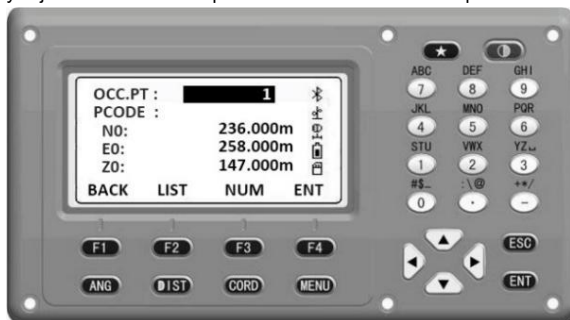 OCC.PT : 1
PCODE :
N0: 236.000m
E0: 258.000m
Z0: 147.000m
BACK LIST NUM ENT
F1 F2 F3 F4
ANG DIST CORD MENU
★
ABC DEF GHI
7 8 9
JKL MNO PQR
4 5 6
STU VWX YZ␣
1 2 3
#$_ :\@ +*/
0 · −
ESC
ENT